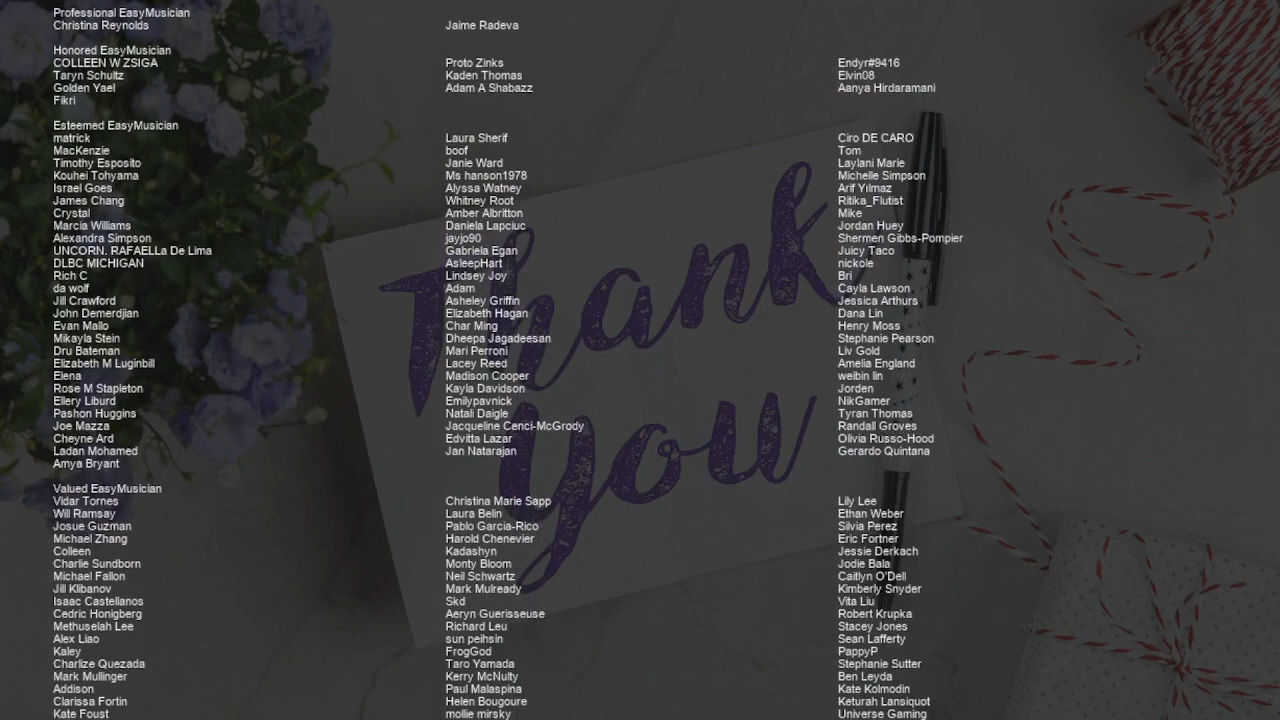 Professional EasyMusician
Christina Reynolds
Jaime Radeva
Honored EasyMusician
COLLEEN W ZSIGA
Proto Zinks
Endyr#9416
Taryn Schultz
Kaden Thomas
Elvin08
Golden Yael
Adam A Shabazz
Aanya Hirdaramani
Fikri
Esteemed EasyMusician
matrick
Laura Sherif
Ciro DE CARO
MacKenzie
boof
Tom
Timothy Esposito
Janie Ward
Laylani Marie
Kouhei Tohyama
Ms hanson1978
Michelle Simpson
Israel Goes
Alyssa Watney
Arif Yılmaz
James Chang
Whitney Root
Ritika_Flutist
Crystal
Amber Albritton
Mike
Marcia Williams
Daniela Lapciuc
Jordan Huey
Alexandra Simpson
jayjo90
Shermen Gibbs-Pompier
UNCORN. RAFAELLa De Lima
Gabriela Egan
Juicy Taco
DLBC MICHIGAN
AsleepHart
nickole
Rich C
Lindsey Joy
Bri
da wolf
Adam
Cayla Lawson
Jill Crawford
Asheley Griffin
Jessica Arthurs
John Demerdjian
Elizabeth Hagan
Dana Lin
Evan Mallo
Char Ming
Henry Moss
Mikayla Stein
Dheepa Jagadeesan
Stephanie Pearson
Dru Bateman
Mari Perroni
Liv Gold
Elizabeth M Luginbill
Lacey Reed
Amelia England
Elena
Madison Cooper
weibin lin
Rose M Stapleton
Kayla Davidson
Jorden
Ellery Liburd
Emilypavnick
NikGamer
Pashon Huggins
Natali Daigle
Tyran Thomas
Joe Mazza
Jacqueline Cenci-McGrody
Randall Groves
Cheyne Ard
Edvitta Lazar
Olivia Russo-Hood
Ladan Mohamed
Jan Natarajan
Gerardo Quintana
Amya Bryant
Valued EasyMusician
Vidar Tornes
Christina Marie Sapp
Lily Lee
Will Ramsay
Laura Belin
Ethan Weber
Josue Guzman
Pablo Garcia-Rico
Silvia Perez
Michael Zhang
Harold Chenevier
Eric Fortner
Colleen
Kadashyn
Jessie Derkach
Charlie Sundborn
Monty Bloom
Jodie Bala
Michael Fallon
Neil Schwartz
Caitlyn O'Dell
Jill Klibanov
Mark Mulready
Kimberly Snyder
Isaac Castellanos
Skd
Vita Liu
Cedric Honigberg
Aeryn Guerisseuse
Robert Krupka
Methuselah Lee
Richard Leu
Stacey Jones
Alex Liao
sun peihsin
Sean Lafferty
Kaley
FrogGod
PappyP
Charlize Quezada
Taro Yamada
Stephanie Sutter
Mark Mullinger
Kerry McNulty
Ben Leyda
Addison
Paul Malaspina
Kate Kolmodin
Clarissa Fortin
Helen Bougoure
Keturah Lansiquot
Kate Foust
mollie mirsky
Universe Gaming
Thank
you